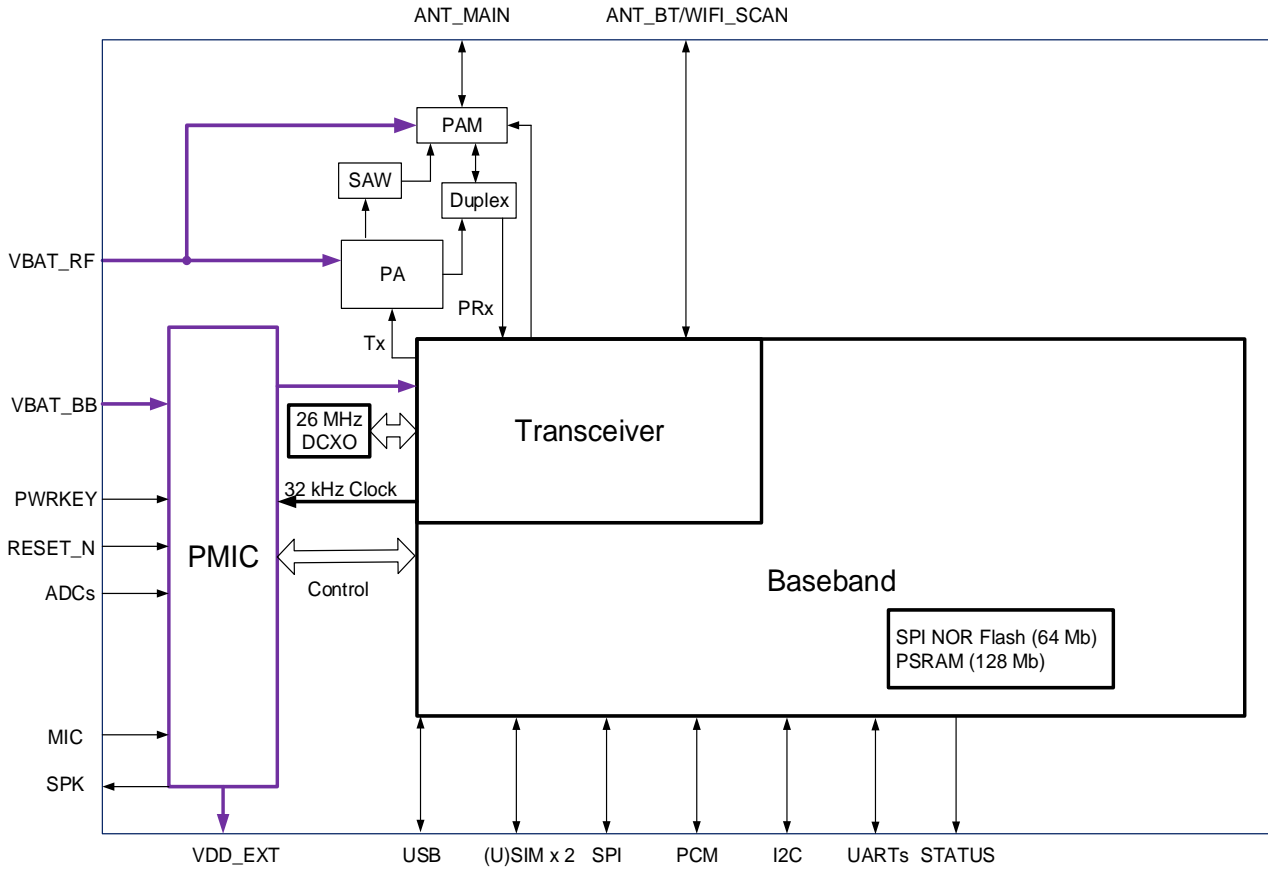 ANT_MAIN
ANT_BT/WIFI_SCAN
PAM
SAW
Duplex
VBAT_RF
PA
PRx
Tx
VBAT_BB
26 MHz
DCXO
Transceiver
32 kHz Clock
PWRKEY
RESET_N
PMIC
ADCs
Control
Baseband
SPI NOR Flash (64 Mb)
PSRAM (128 Mb)
MIC
SPK
VDD_EXT
USB
(U)SIM x 2
SPI
PCM
I2C
UARTs
STATUS